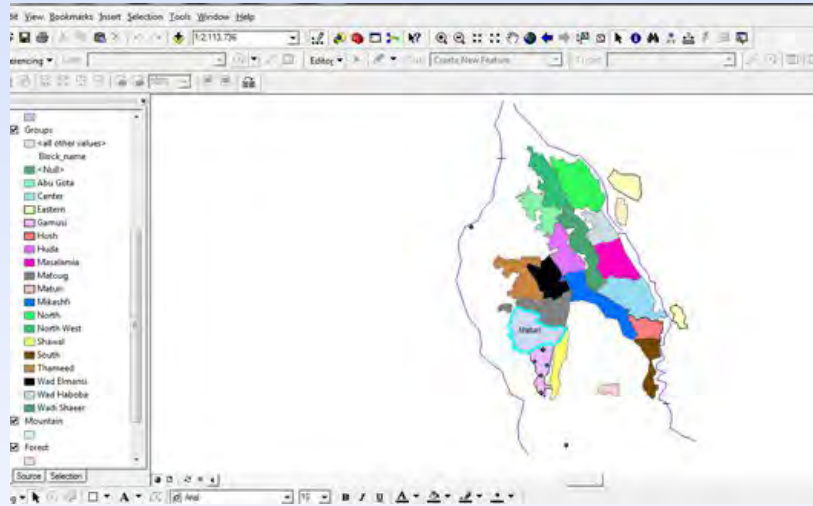 View Bookmarks Insert Selection Tools Window Help
1:2,113,736
Editor Create New Feature
Groups
<all other values>
Block_name
<Null>
Abu Gota
Center
Eastern
Gamusi
Hosh
Huda
Masalamia
Matoug
Maturi
Mikashfi
North
North West
Shawal
South
Thameed
Wad Elmansi
Wad Haboba
Wadi Shaeer
Mountain
Forest
Maturi
Source Selection
Arial 10 B I U A